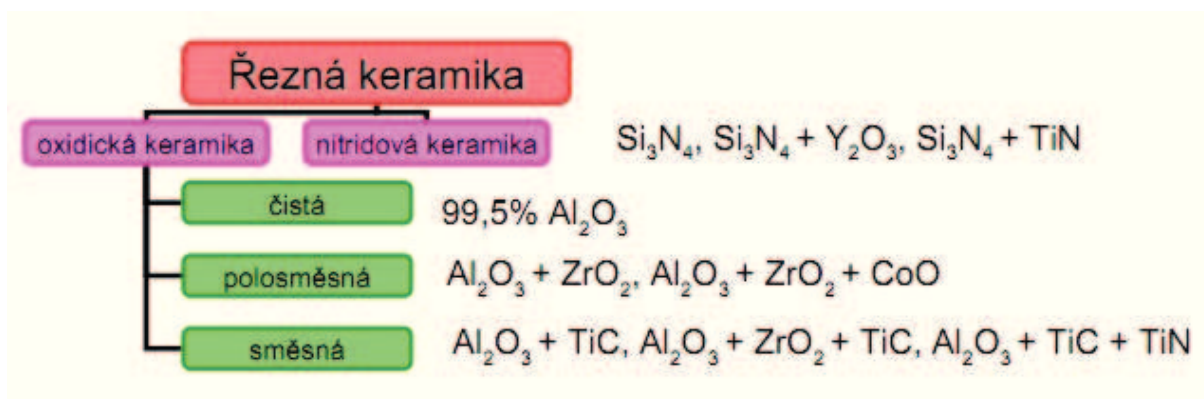 Řezná keramika
oxidická keramika nitridová keramika Si₃N₄, Si₃N₄ + Y₂O₃, Si₃N₄ + TiN
čistá 99,5% Al₂O₃
polosměsná Al₂O₃ + ZrO₂, Al₂O₃ + ZrO₂ + CoO
směsná Al₂O₃ + TiC, Al₂O₃ + ZrO₂ + TiC, Al₂O₃ + TiC + TiN